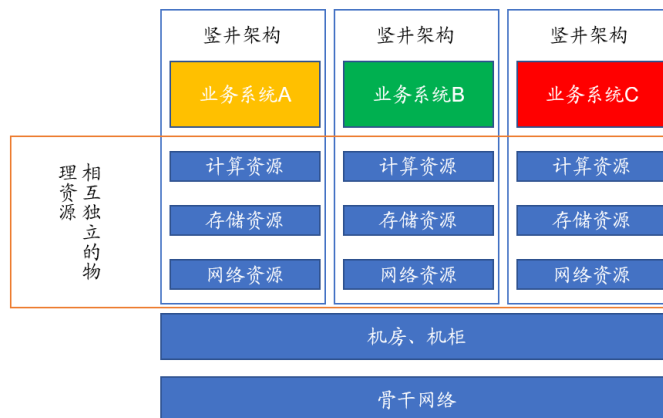 竖井架构
竖井架构
竖井架构
业务系统A
业务系统B
业务系统C
相互独立的物
理资源
计算资源
计算资源
计算资源
存储资源
存储资源
存储资源
网络资源
网络资源
网络资源
机房、机柜
骨干网络